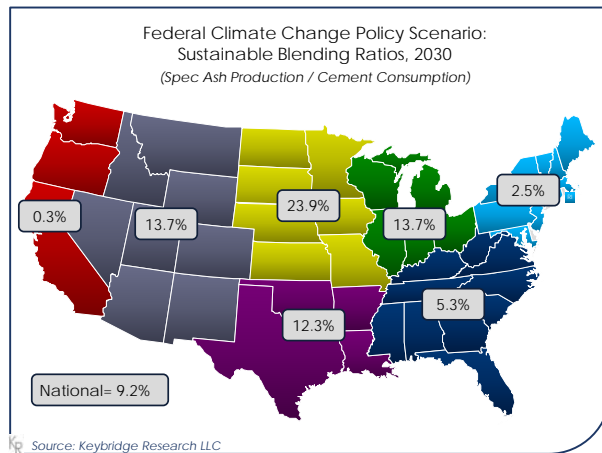 Federal Climate Change Policy Scenario:
Sustainable Blending Ratios, 2030
(Spec Ash Production / Cement Consumption)
2.5%
23.9%
0.3%
13.7%
13.7%
5.3%
12.3%
National= 9.2%
KR Source: Keybridge Research LLC